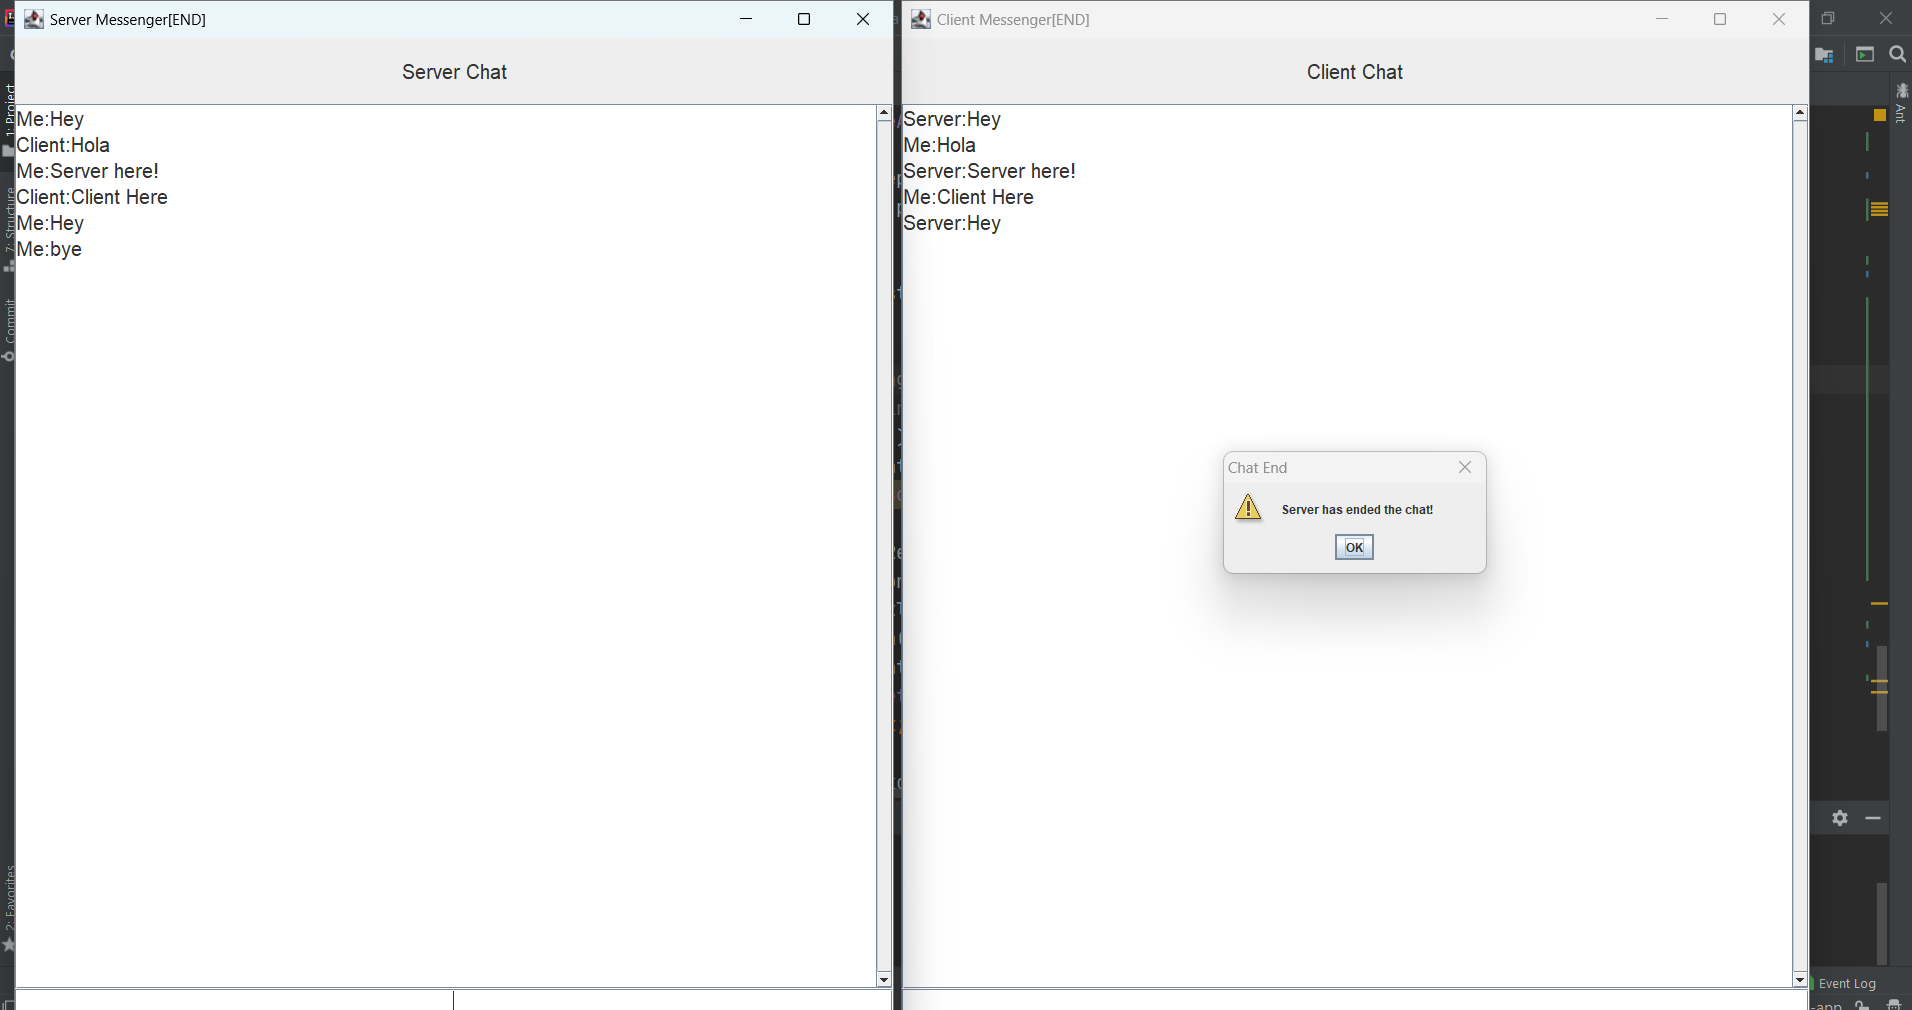 Server Messenger[END]
Server Chat
Me:Hey
Client:Hola
Me:Server here!
Client:Client Here
Me:Hey
Me:bye
Client Messenger[END]
Client Chat
Server:Hey
Me:Hola
Server:Server here!
Me:Client Here
Server:Hey
Chat End
Server has ended the chat!
OK
1: Project
7: Structure
Commit
2: Favorites
Ant
Event Log
-app